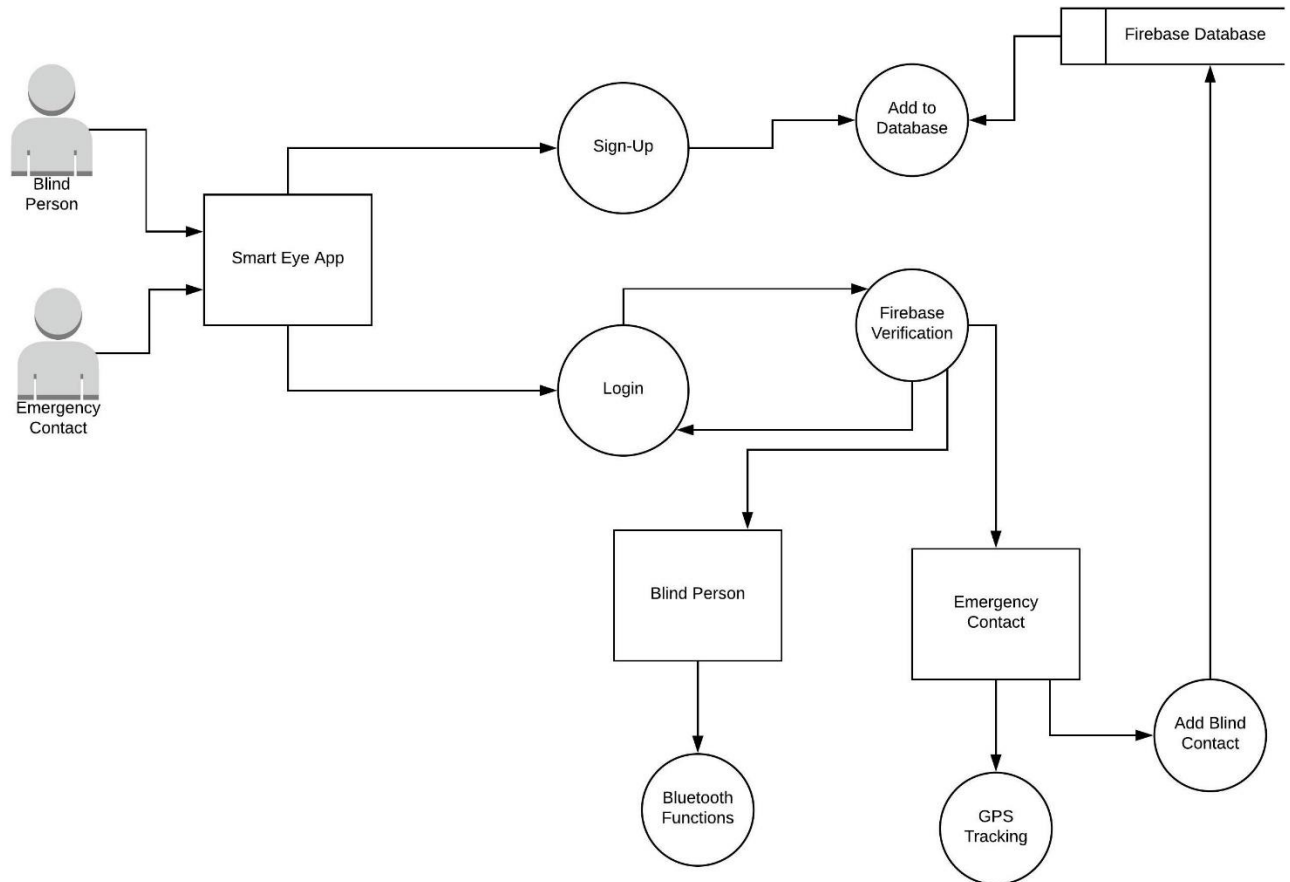 Firebase Database
Blind
Person
Sign-Up
Add to
Database
Smart Eye App
Emergency
Contact
Login
Firebase
Verification
Blind Person
Emergency
Contact
Bluetooth
Functions
GPS
Tracking
Add Blind
Contact